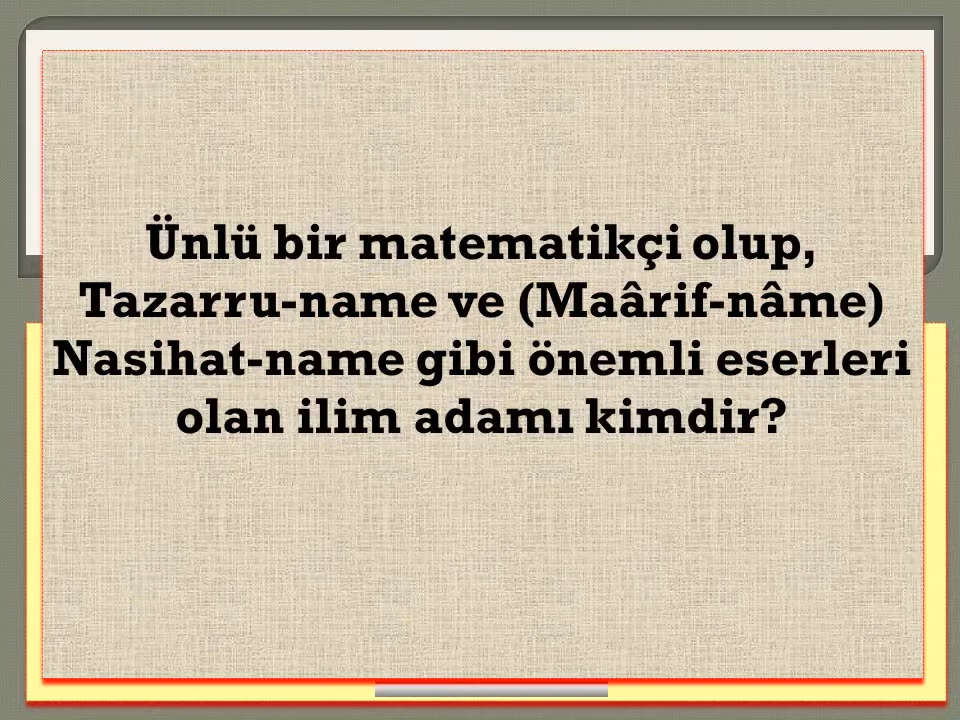 Ünlü bir matematikçi olup,
Tazarru-name ve (Maârif-nâme)
Nasihat-name gibi önemli eserleri
olan ilim adamı kimdir?